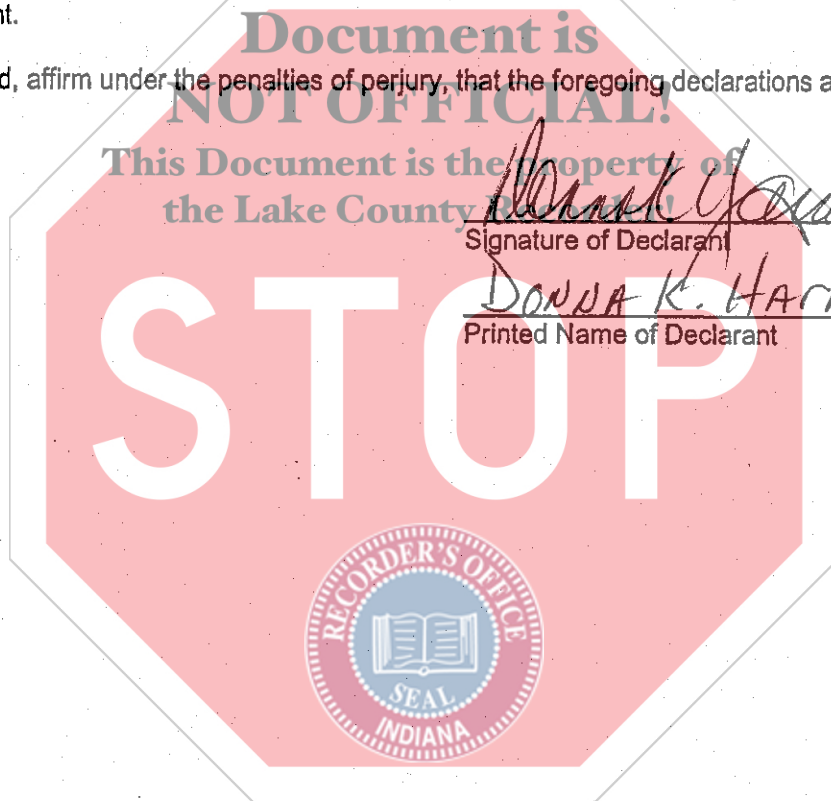 nt.
Document is
d, affirm under the penalties of perjury, that the foregoing declarations a
NOT OFFICIAL!
This Document is the property of
the Lake County Recorder!
Signature of Declarant
DONNA K. HAr
Printed Name of Declarant
STOP
RECORDER'S OFFICE
SEAL
INDIANA